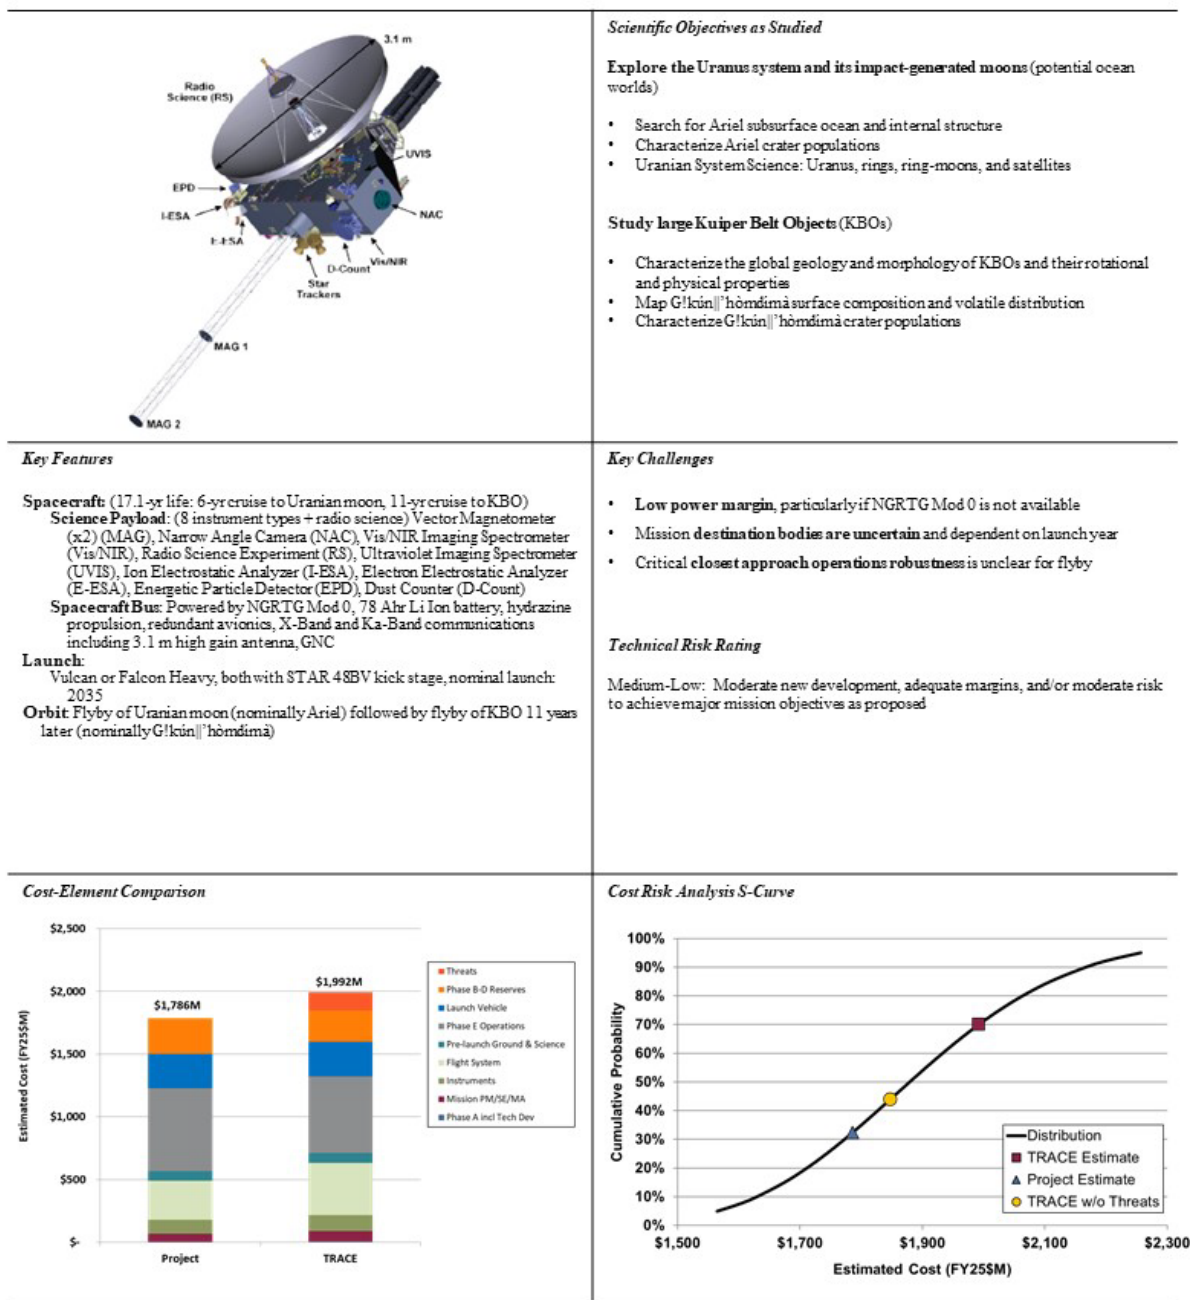 3.1 m
Radio
Science (RS)
UVIS
EPD
I-ESA
NAC
E-ESA
D-Count
Vis/NIR
Star
Trackers
MAG 1
MAG 2
Scientific Objectives as Studied
Explore the Uranus system and its impact-generated moons (potential ocean
worlds)
• Search for Ariel subsurface ocean and internal structure
• Characterize Ariel crater populations
• Uranian System Science: Uranus, rings, ring-moons, and satellites
Study large Kuiper Belt Objects (KBOs)
• Characterize the global geology and morphology of KBOs and their rotational
and physical properties
• Map G!kún||'hòmdímà surface composition and volatile distribution
• Characterize G!kún||'hòmdímà crater populations
Key Features
Spacecraft: (17.1-yr life: 6-yr cruise to Uranian moon, 11-yr cruise to KBO)
Science Payload: (8 instrument types + radio science) Vector Magnetometer
(x2) (MAG), Narrow Angle Camera (NAC), Vis/NIR Imaging Spectrometer
(Vis/NIR), Radio Science Experiment (RS), Ultraviolet Imaging Spectrometer
(UVIS), Ion Electrostatic Analyzer (I-ESA), Electron Electrostatic Analyzer
(E-ESA), Energetic Particle Detector (EPD), Dust Counter (D-Count)
Spacecraft Bus: Powered by NGRTG Mod 0, 78 Ahr Li Ion battery, hydrazine
propulsion, redundant avionics, X-Band and Ka-Band communications
including 3.1 m high gain antenna, GNC
Launch:
Vulcan or Falcon Heavy, both with STAR 48BV kick stage, nominal launch:
2035
Orbit: Flyby of Uranian moon (nominally Ariel) followed by flyby of KBO 11 years
later (nominally G!kún||'hòmdímà)
Key Challenges
• Low power margin, particularly if NGRTG Mod 0 is not available
• Mission destination bodies are uncertain and dependent on launch year
• Critical closest approach operations robustness is unclear for flyby
Technical Risk Rating
Medium-Low: Moderate new development, adequate margins, and/or moderate risk
to achieve major mission objectives as proposed
Cost-Element Comparison
Estimated Cost (FY25$M)
$2,500
$2,000
$1,500
$1,000
$500
$-
$1,786M
$1,992M
Project
TRACE
Threats
Phase B-D Reserves
Launch Vehicle
Phase E Operations
Pre-launch Ground & Science
Flight System
Instruments
Mission PM/SE/MA
Phase A incl Tech Dev
Cost Risk Analysis S-Curve
Cumulative Probability
100%
90%
80%
70%
60%
50%
40%
30%
20%
10%
0%
$1,500
$1,700
$1,900
$2,100
$2,300
Estimated Cost (FY25$M)
Distribution
TRACE Estimate
Project Estimate
TRACE w/o Threats